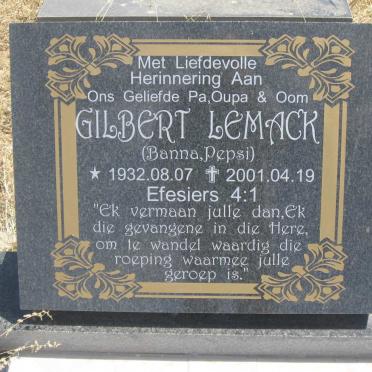 Met Liefdevolle
Herinnering Aan
Ons Geliefde Pa,Oupa & Oom
GILBERT LEMACK
(Banna,Pepsi)
★ 1932.08.07 ✝ 2001.04.19
Efesiers 4:1
"Ek vermaan julle dan,Ek
die gevangene in die Here,
om te wandel waardig die
roeping waarmee julle
geroep is."